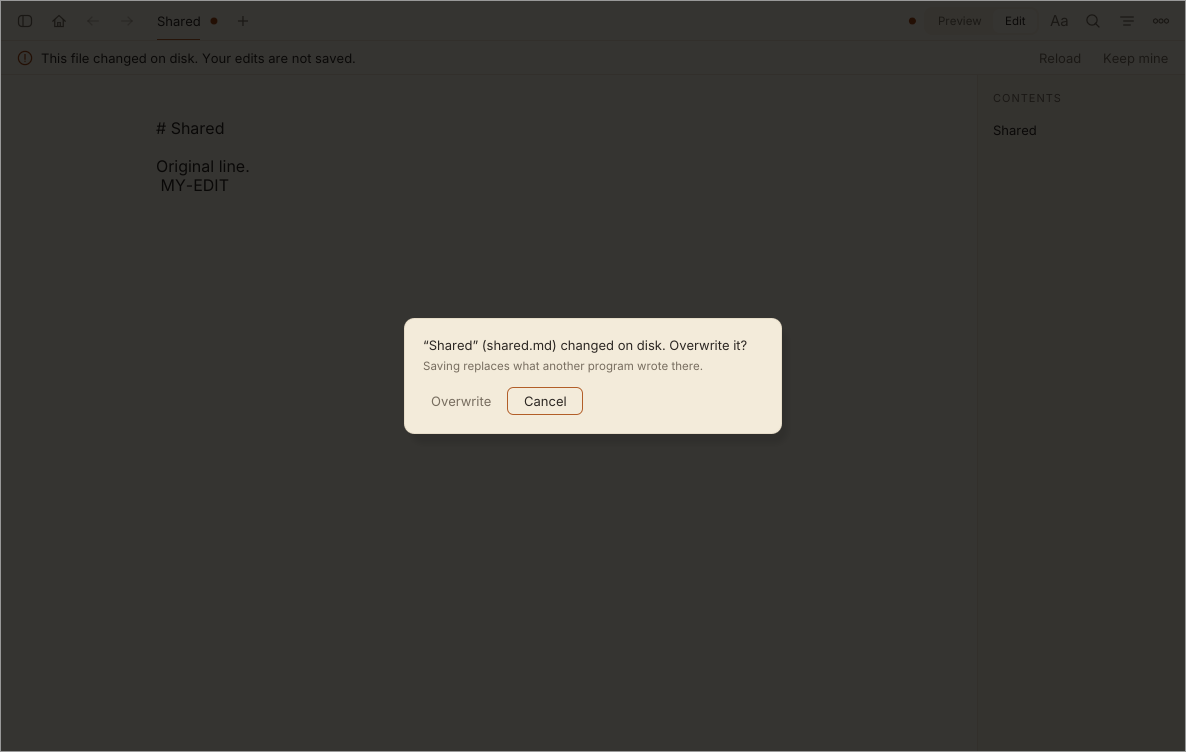 Shared
Preview Edit Aa
This file changed on disk. Your edits are not saved. Reload Keep mine
CONTENTS
Shared
# Shared
Original line.
MY-EDIT
“Shared” (shared.md) changed on disk. Overwrite it?
Saving replaces what another program wrote there.
Overwrite Cancel